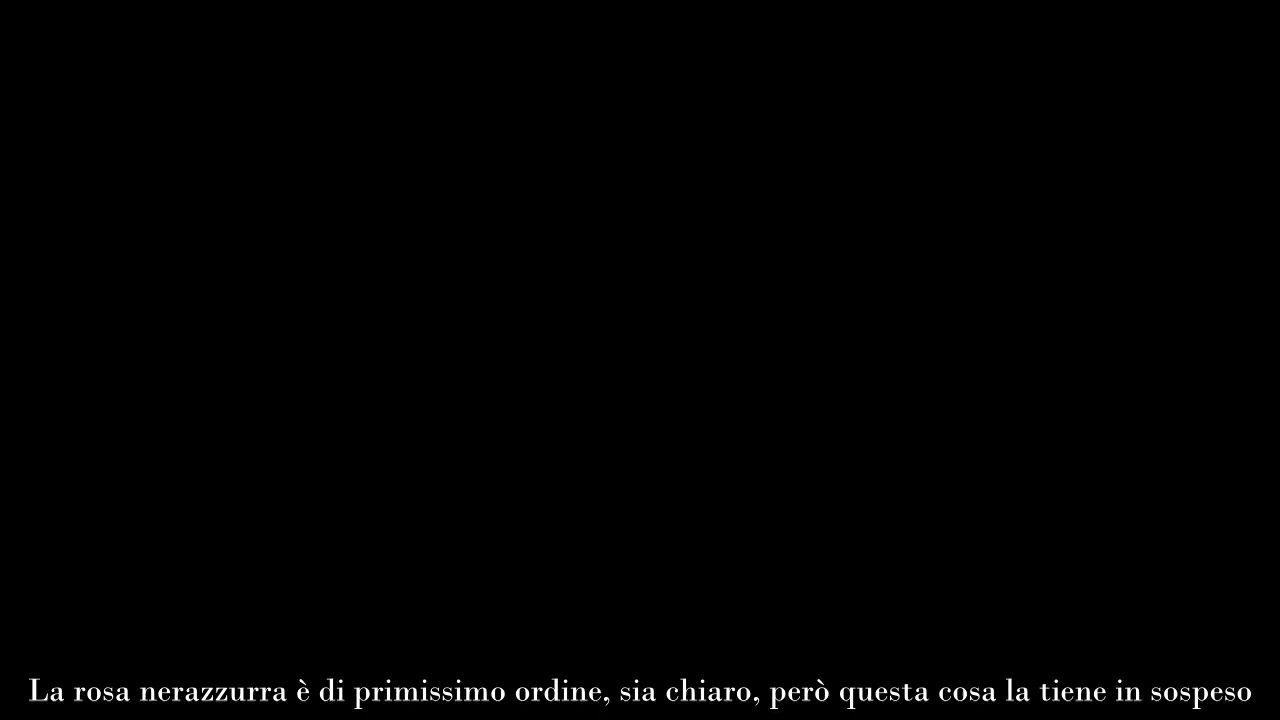 La rosa nerazzurra è di primissimo ordine, sia chiaro, però questa cosa la tiene in sospeso